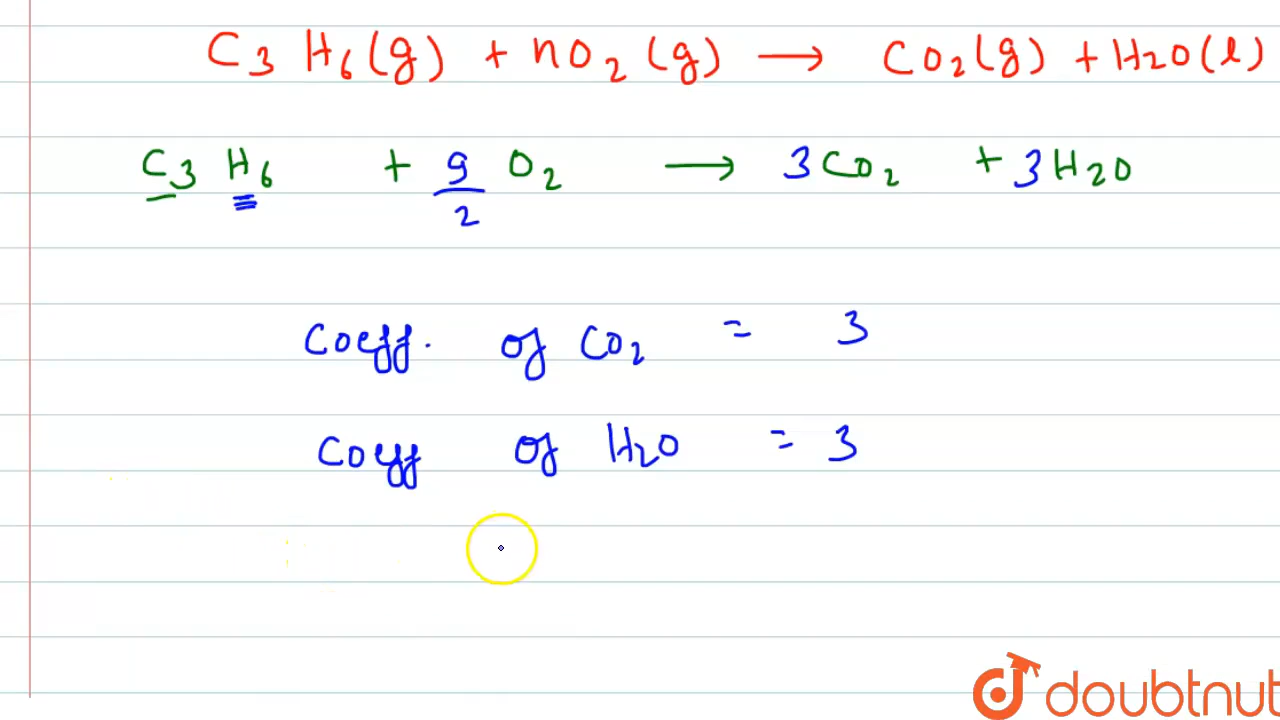 C3 H6(g) + nO2(g) → CO2(g) + H2O(l)
C3 H6 + 9/2 O2 → 3CO2 + 3H2O
Coeff. of CO2 = 3
Coeff of H2O = 3
doubtnut